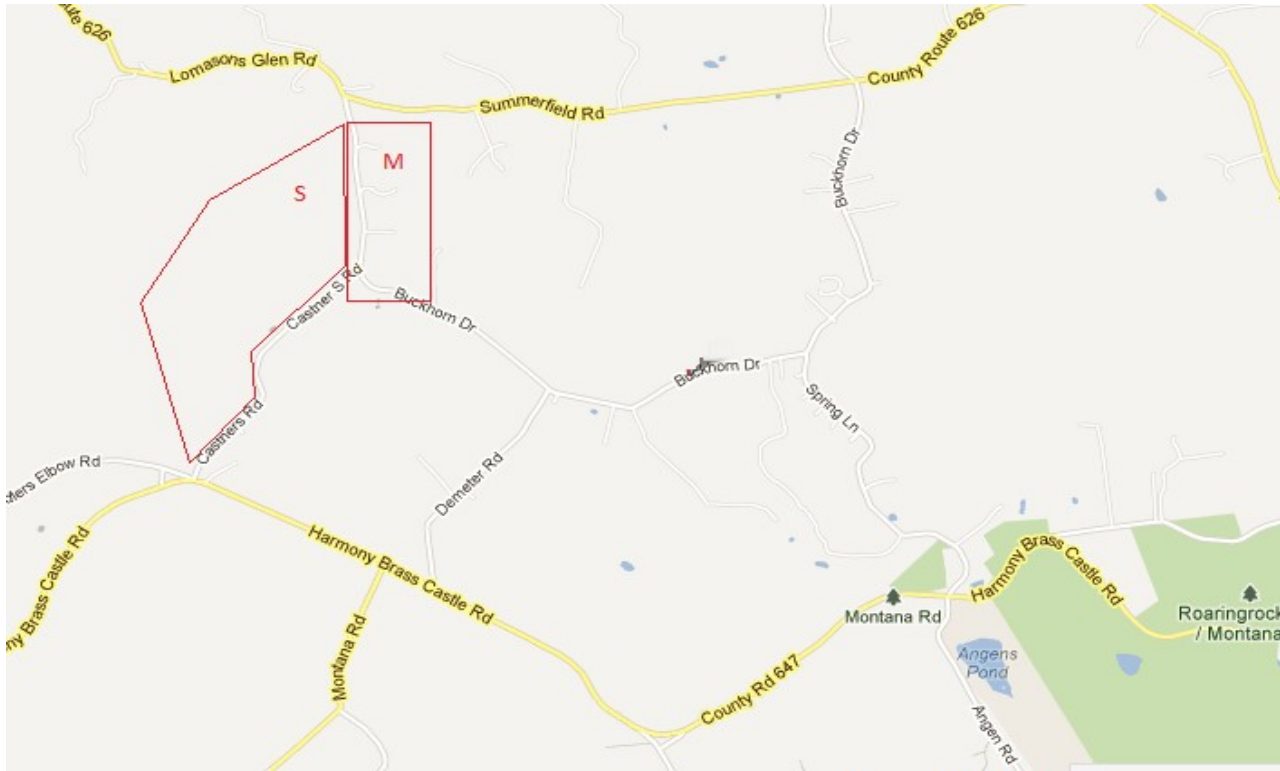 Route 626
Lomasons Glen Rd
Summerfield Rd
County Route 626
M
S
Buckhorn Dr
Castner S Rd
Buckhorn Dr
Buckhorn Dr
Spring Ln
Castners Rd
Elbow Rd
Demeter Rd
Harmony Brass Castle Rd
Brass Castle Rd
Harmony Brass Castle Rd
Montana Rd
Montana Rd
Roaringrock
/ Montana
Angens
Pond
County Rd 647
Angen Rd